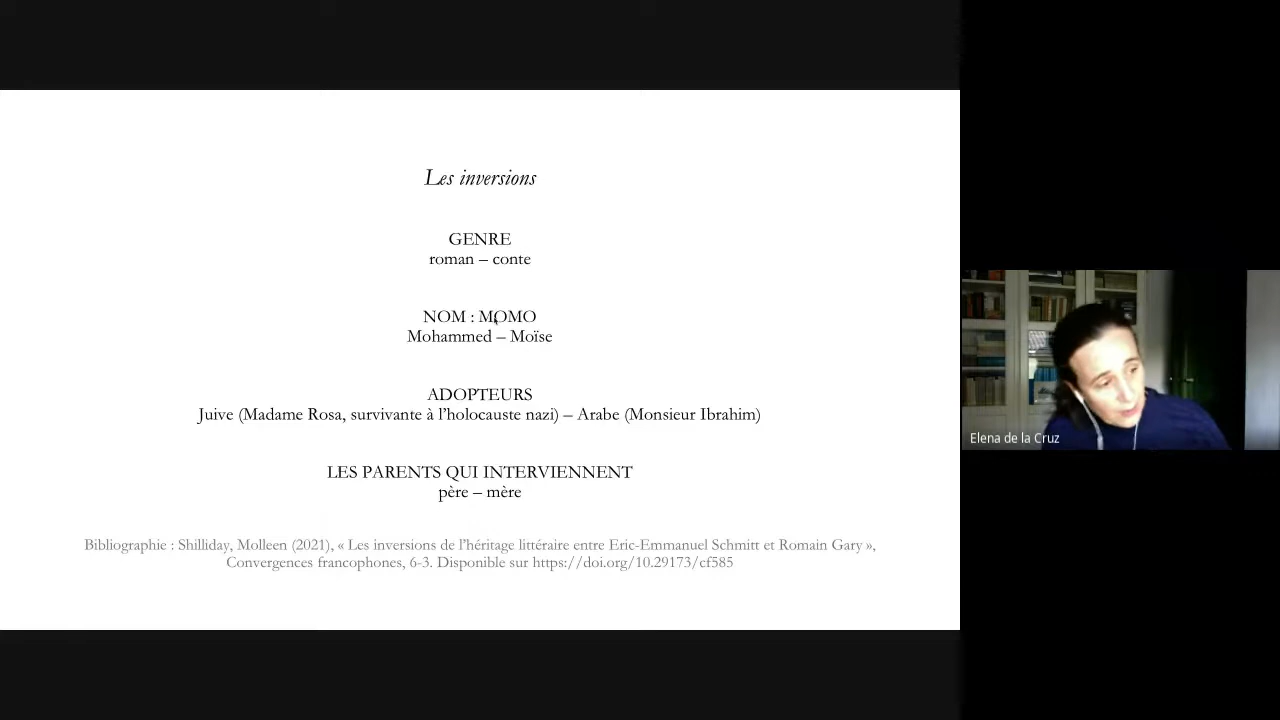 Les inversions
GENRE
roman – conte
NOM : MOMO
Mohammed – Moïse
ADOPTEURS
Juive (Madame Rosa, survivante à l’holocauste nazi) – Arabe (Monsieur Ibrahim)
LES PARENTS QUI INTERVIENNENT
père – mère
Bibliographie : Shilliday, Molleen (2021), « Les inversions de l’héritage littéraire entre Eric-Emmanuel Schmitt et Romain Gary »,
Convergences francophones, 6-3. Disponible sur https://doi.org/10.29173/cf585
Elena de la Cruz